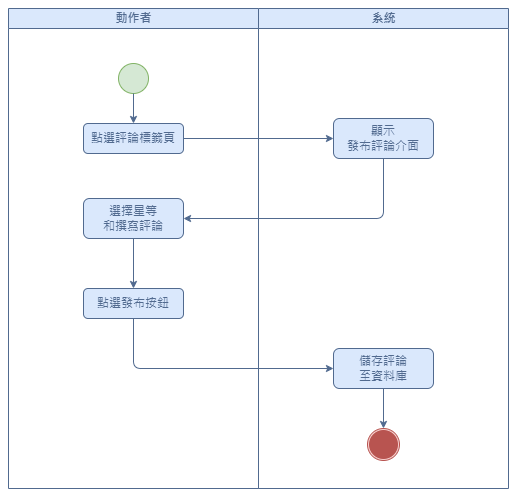 動作者
系統
點選評論標籤頁
顯示
發布評論介面
選擇星等
和撰寫評論
點選發布按鈕
儲存評論
至資料庫